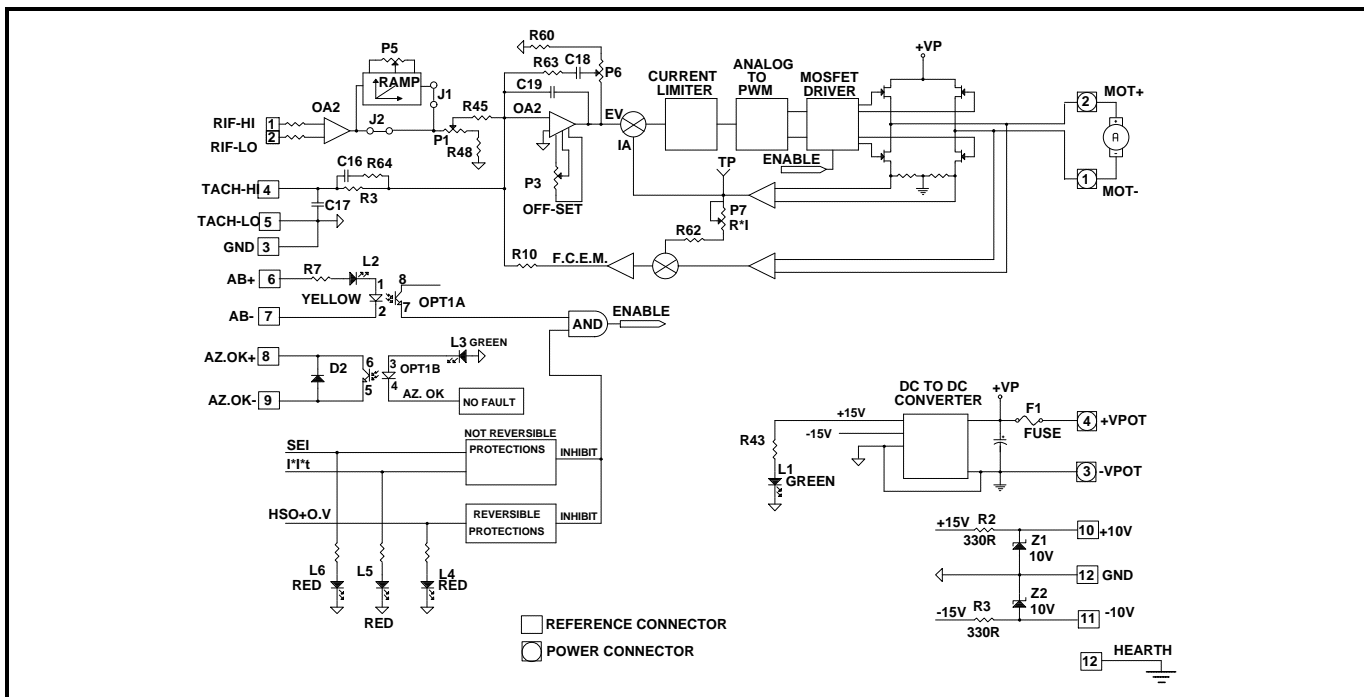 R60
+VP
P5
R63
C18
P6
ANALOG
TO
PWM
CURRENT
LIMITER
MOSFET
DRIVER
RAMP
J1
C19
2
MOT+
OA2
R45
OA2
EV
RIF-HI
1
J2
RIF-LO
2
P1
R48
IA
A
TP
ENABLE
C16
R64
P3
TACH-HI
4
R3
1
MOT-
C17
OFF-SET
P7
R*I
TACH-LO
5
R62
GND
3
R10
F.C.E.M.
L2
AB+
6
R7
1
8
YELLOW
OPT1A
2
7
AB-
7
ENABLE
AND
L3
GREEN
AZ.OK+
8
D2
6
3
OPT1B
5
4
AZ. OK
NO FAULT
AZ.OK-
9
DC TO DC
CONVERTER
+VP
F1
+15V
4
+VPOT
FUSE
-15V
R43
NOT REVERSIBLE
PROTECTIONS
SEI
INHIBIT
I*I*t
L1
GREEN
3
-VPOT
HSO+O.V
REVERSIBLE
PROTECTIONS
INHIBIT
+15V
R2
10
+10V
330R
Z1
10V
L6
RED
L5
L4
RED
12
GND
Z2
10V
-15V
R3
11
-10V
RED
330R
REFERENCE CONNECTOR
POWER CONNECTOR
12
HEARTH